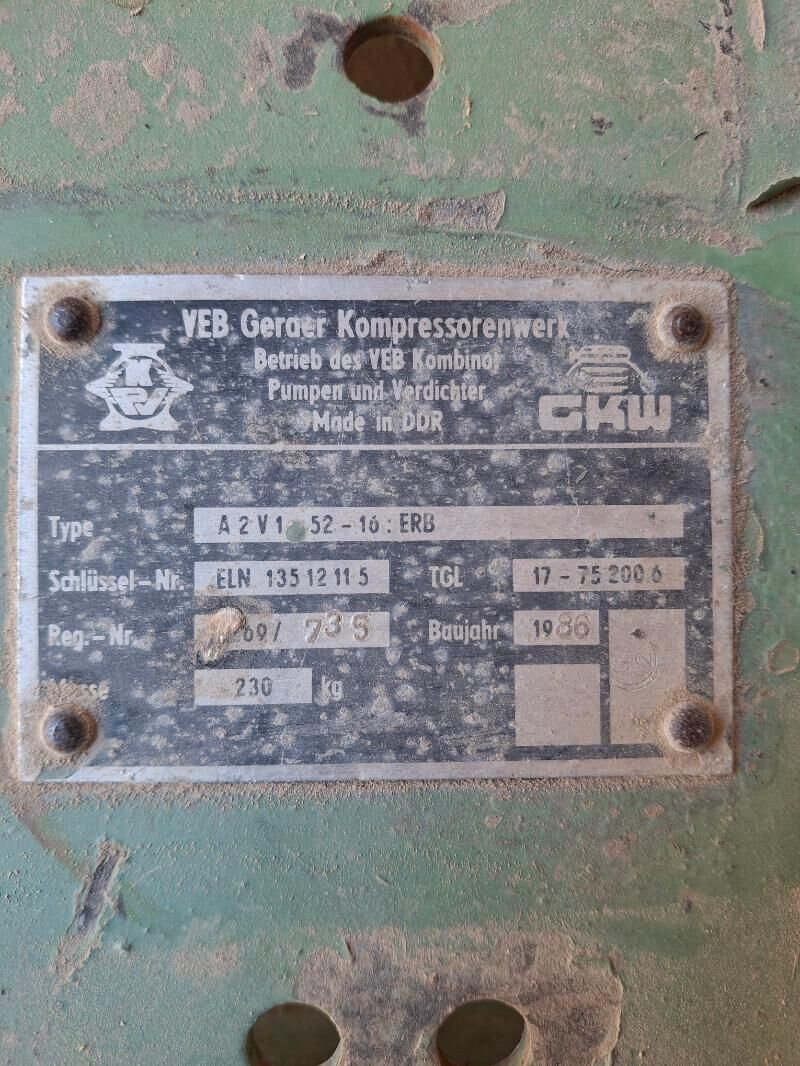 VEB Geraer Kompressorenwerk
Betrieb des VEB Kombinat
Pumpen und Verdichter
Made in DDR
GKW
Type A 2 V 1 52-16 : ERB
Schlüssel-Nr. ELN 135 12 11 5 TGL 17 - 75 200 6
Reg.-Nr. 69/ 735 Baujahr 1986
230 kg